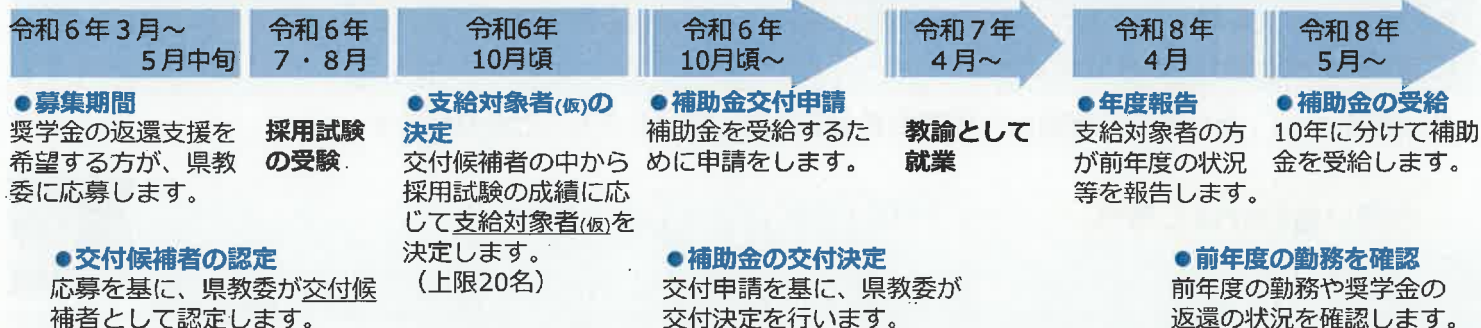 令和6年3月～
5月中旬
令和6年
7・8月
令和6年
10月頃
令和6年
10月頃～
令和7年
4月～
令和8年
4月
令和8年
5月～
●募集期間
奨学金の返還支援を
希望する方が、県教
委に応募します。
採用試験
の受験
●支給対象者(仮)の
決定
交付候補者の中から
採用試験の成績に応
じて支給対象者(仮)を
決定します。
（上限20名）
●補助金交付申請
補助金を受給するた
めに申請をします。
教諭として
就業
●年度報告
支給対象者の方
が前年度の状況
等を報告します。
●補助金の受給
10年に分けて補助
金を受給します。
●交付候補者の認定
応募を基に、県教委が交付候
補者として認定します。
●補助金の交付決定
交付申請を基に、県教委が
交付決定を行います。
●前年度の勤務を確認
前年度の勤務や奨学金の
返還の状況を確認します。